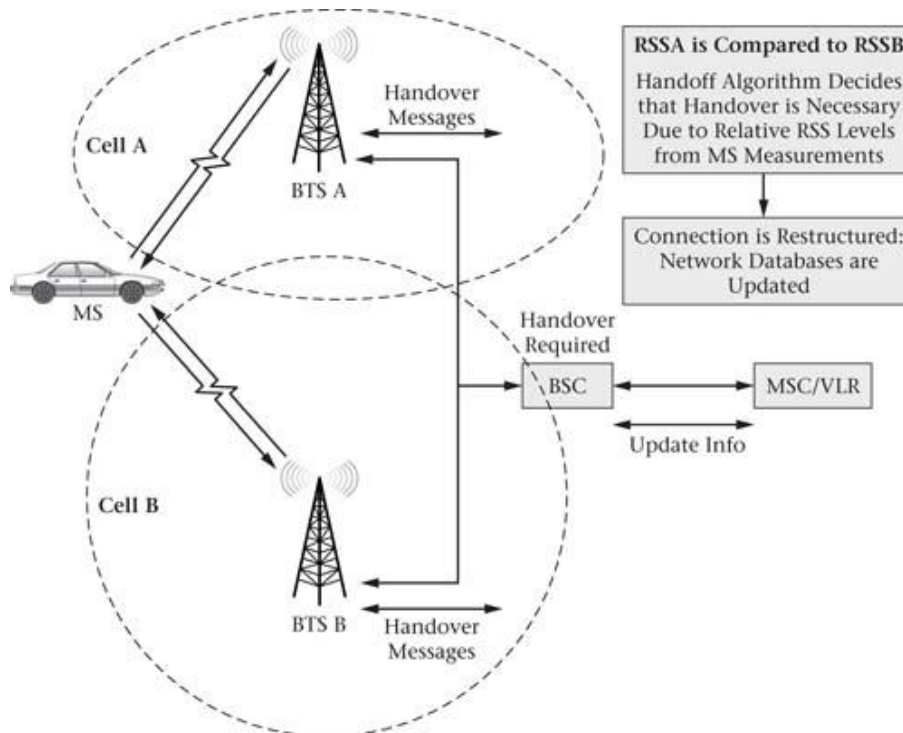 RSSA is Compared to RSSB
Handoff Algorithm Decides
that Handover is Necessary
Due to Relative RSS Levels
from MS Measurements
Handover
Messages
Cell A
BTS A
Connection is Restructured:
Network Databases are
Updated
MS
Handover
Required
BSC
MSC/VLR
Update Info
Cell B
BTS B
Handover
Messages